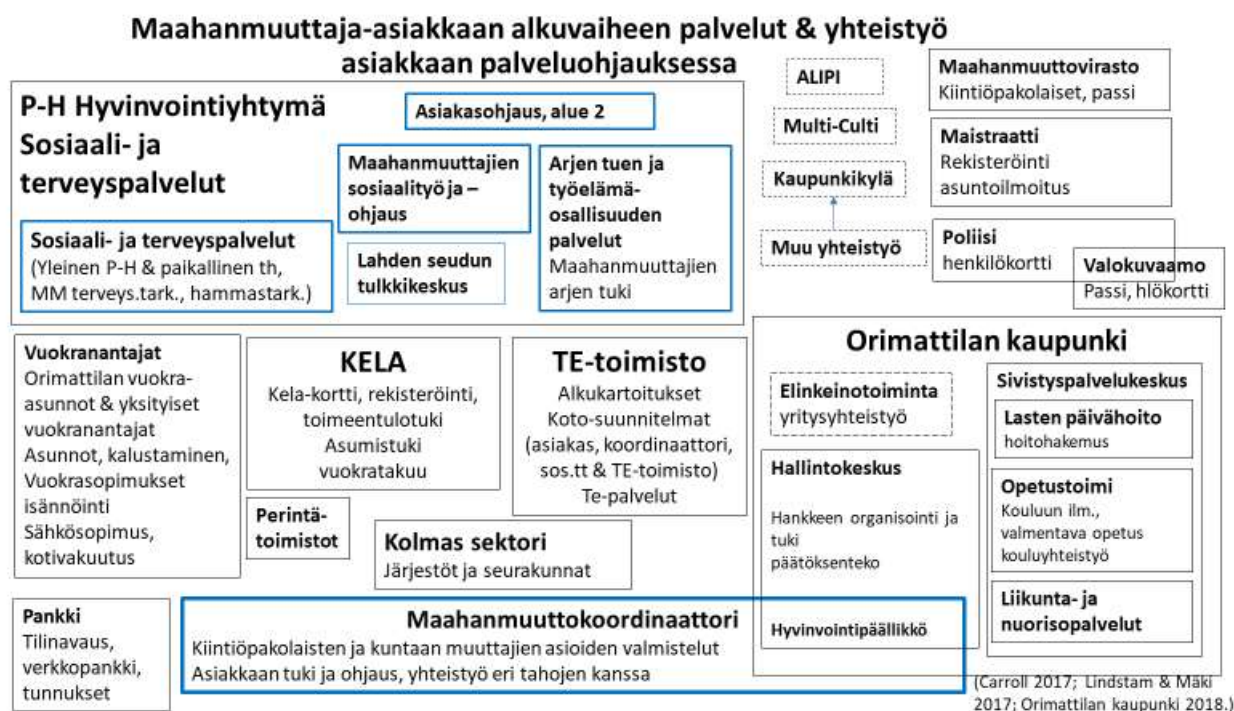 Maahanmuuttaja-asiakkaan alkuvaiheen palvelut & yhteistyö
asiakkaan palveluohjauksessa
P-H Hyvinvointiyhtymä
Sosiaali- ja
terveyspalvelut
Asiakasohjaus, alue 2
Maahanmuuttajien
sosiaalityö ja –
ohjaus
Arjen tuen ja
työelämä-
osallisuuden
palvelut
Maahanmuuttajien
arjen tuki
Sosiaali- ja terveyspalvelut
(Yleinen P-H & paikallinen th,
MM terveys.tark., hammastark.)
Lahden seudun
tulkkikeskus
ALIPI
Multi-Culti
Kaupunkikylä
Muu yhteistyö
Maahanmuuttovirasto
Kiintiöpakolaiset, passi
Maistraatti
Rekisteröinti
asuntoilmoitus
Poliisi
henkilökortti
Valokuvaamo
Passi, hlökortti
Vuokranantajat
Orimattilan vuokra-
asunnot & yksityiset
vuokranantajat
Asunnot, kalustaminen,
Vuokrasopimukset
isännöinti
Sähkösopimus,
kotivakuutus
KELA
Kela-kortti, rekisteröinti,
toimeentulotuki
Asumistuki
vuokratakuu
TE-toimisto
Alkukartoitukset
Koto-suunnitelmat
(asiakas, koordinaattori,
sos.tt & TE-toimisto)
Te-palvelut
Perintä-
toimistot
Kolmas sektori
Järjestöt ja seurakunnat
Orimattilan kaupunki
Elinkeinotoiminta
yritysyhteistyö
Hallintokeskus
Hankkeen organisointi ja
tuki
päätöksenteko
Hyvinvointipäällikkö
Sivistyspalvelukeskus
Lasten päivähoito
hoitohakemus
Opetustoimi
Kouluun ilm.,
valmentava opetus
kouluyhteistyö
Liikunta- ja
nuorisopalvelut
Pankki
Tilinavaus,
verkkopankki,
tunnukset
Maahanmuuttokoordinaattori
Kiintiöpakolaisten ja kuntaan muuttajien asioiden valmistelut
Asiakkaan tuki ja ohjaus, yhteistyö eri tahojen kanssa
(Carroll 2017; Lindstam & Mäki
2017; Orimattilan kaupunki 2018.)